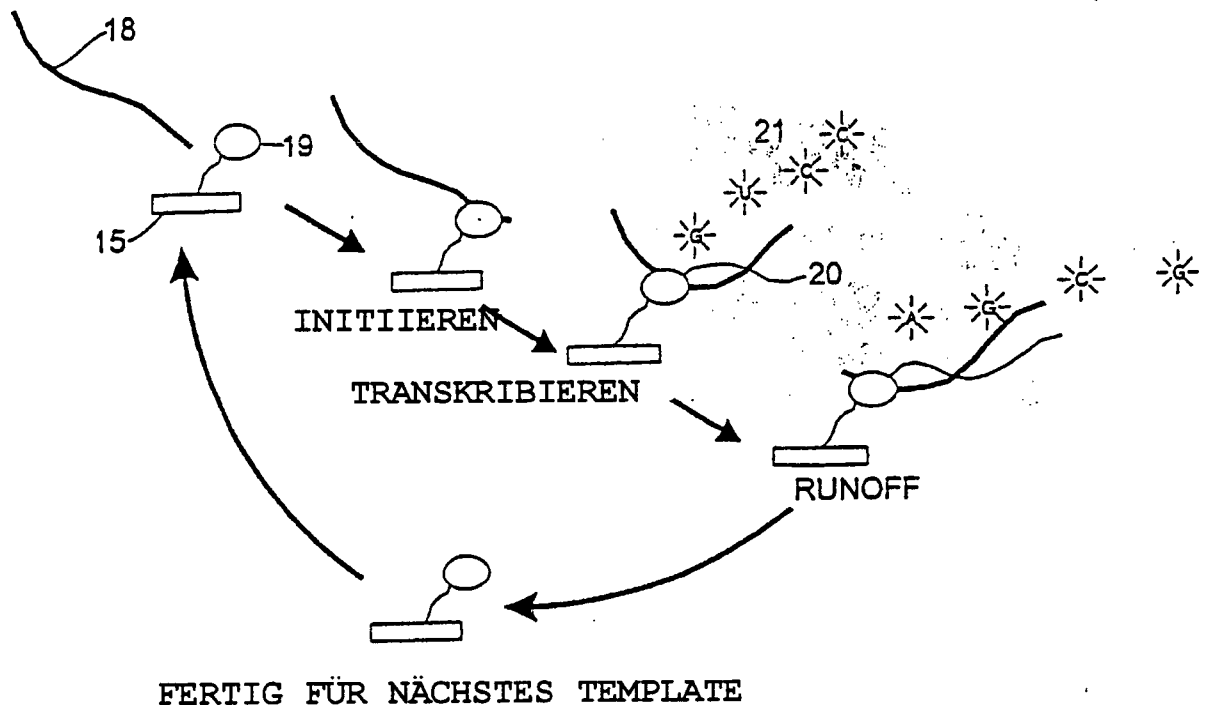 18
19
15
INITIIEREN
21
C
C
U
G
20
TRANSKRIBIEREN
C
G
A
G
RUNOFF
FERTIG FÜR NÄCHSTES TEMPLATE